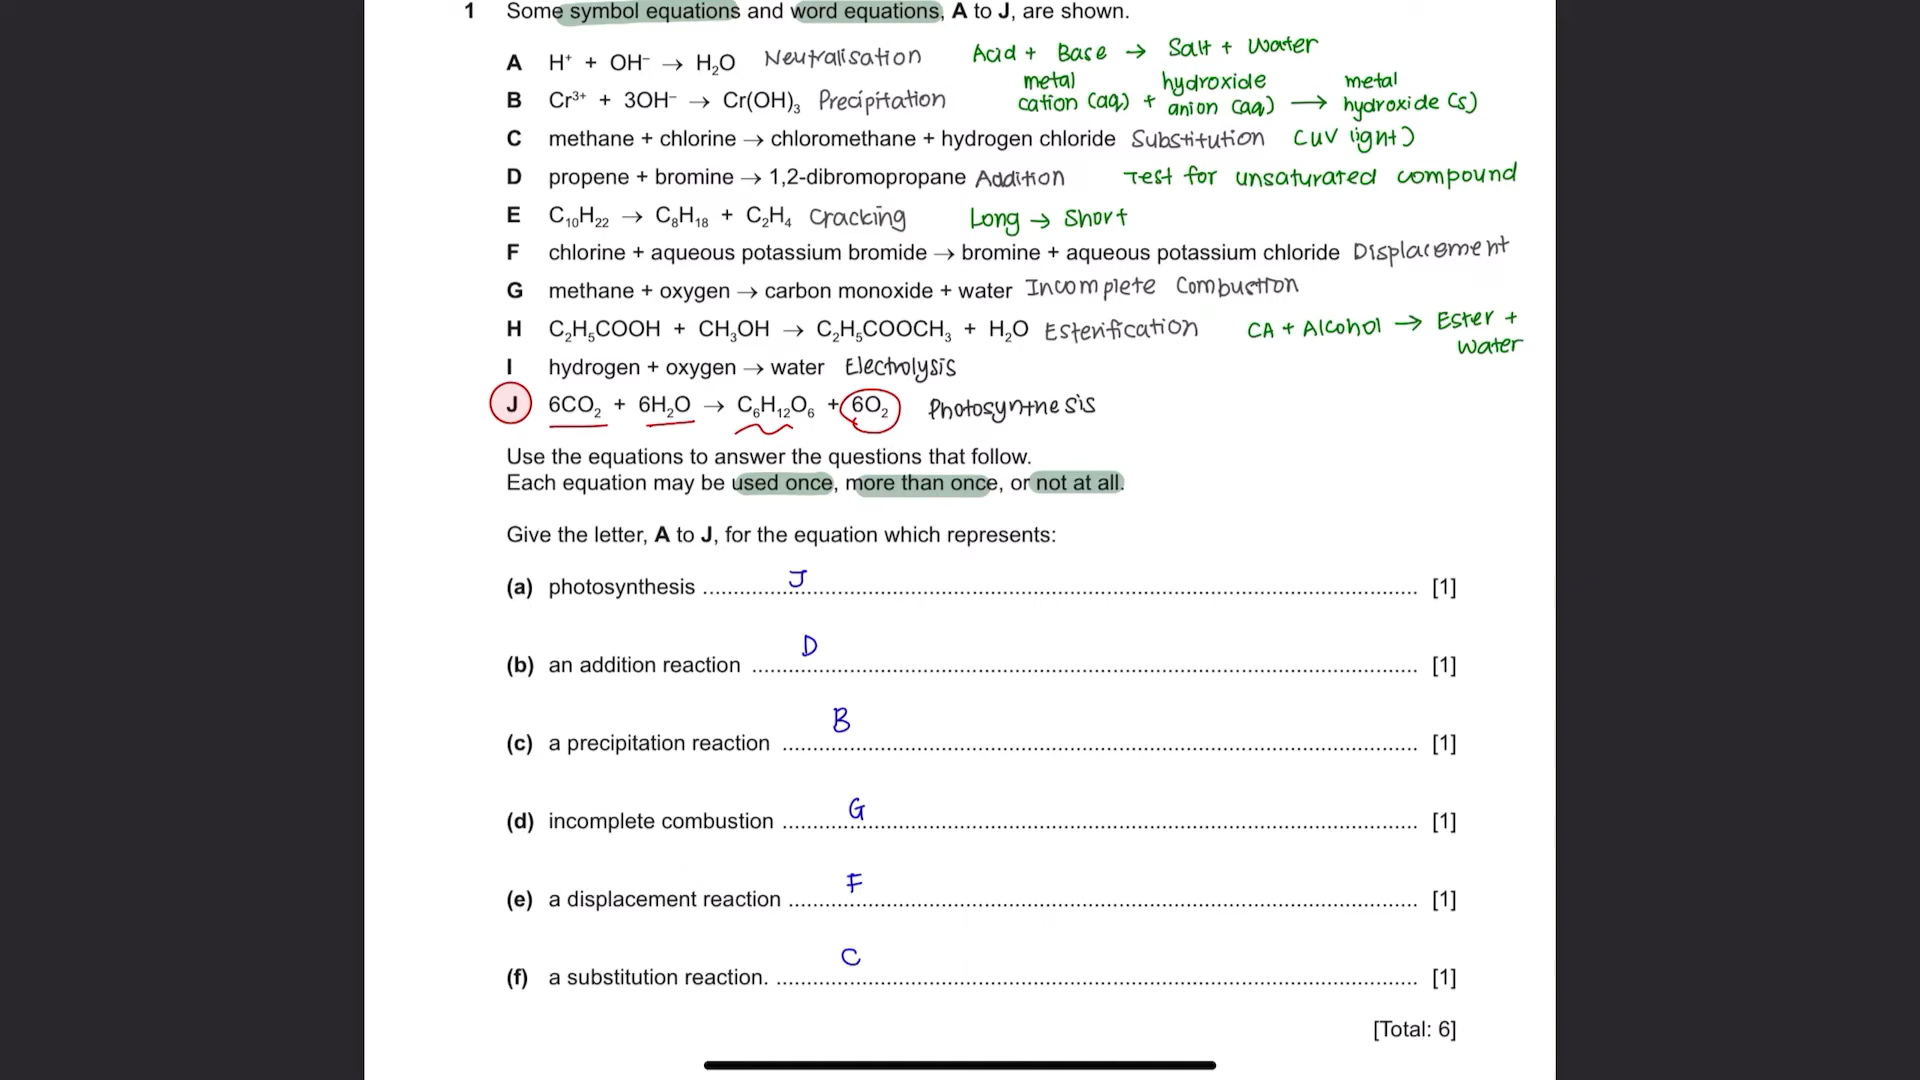 1 Some symbol equations and word equations, A to J, are shown.
A H⁺ + OH⁻ → H₂O Neutralisation Acid + Base → Salt + Water
B Cr³⁺ + 3OH⁻ → Cr(OH)₃ Precipitation metal cation (aq) + hydroxide anion (aq) → metal hydroxide (s)
C methane + chlorine → chloromethane + hydrogen chloride Substitution (UV light)
D propene + bromine → 1,2-dibromopropane Addition Test for unsaturated compound
E C₁₀H₂₂ → C₈H₁₈ + C₂H₄ Cracking Long → Short
F chlorine + aqueous potassium bromide → bromine + aqueous potassium chloride Displacement
G methane + oxygen → carbon monoxide + water Incomplete Combustion
H C₂H₅COOH + CH₃OH → C₂H₅COOCH₃ + H₂O Esterification CA + Alcohol → Ester + Water
I hydrogen + oxygen → water Electrolysis
J 6CO₂ + 6H₂O → C₆H₁₂O₆ + 6O₂ Photosynthesis
Use the equations to answer the questions that follow.
Each equation may be used once, more than once, or not at all.
Give the letter, A to J, for the equation which represents:
(a) photosynthesis J [1]
(b) an addition reaction D [1]
(c) a precipitation reaction B [1]
(d) incomplete combustion G [1]
(e) a displacement reaction F [1]
(f) a substitution reaction. C [1]
[Total: 6]